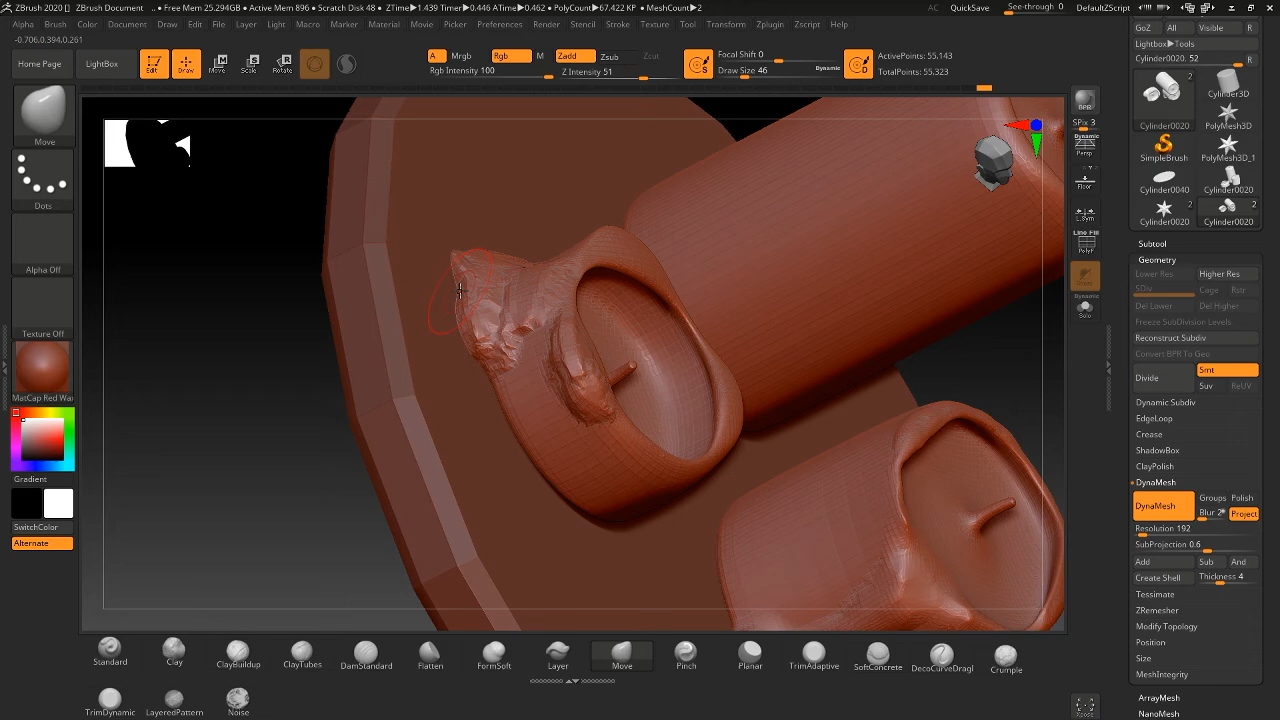 ZBrush 2020 [] ZBrush Document .. • Free Mem 25.294GB • Active Mem 896 • Scratch Disk 48 • ZTime▶1.439 Timer▶0.446 ATime▶0.462 • PolyCount▶67.422 KP • MeshCount▶2
AC QuickSave See-through 0 DefaultZScript
Alpha Brush Color Document Draw Edit File Layer Light Macro Marker Material Movie Picker Preferences Render Stencil Stroke Texture Tool Transform Zplugin Zscript Help
-0.706,0.394,0.261
Home Page LightBox Edit Draw Move Scale Rotate
A Mrgb Rgb M Zadd Zsub Zcut
Rgb Intensity 100 Z Intensity 51
Focal Shift 0
Draw Size 46 Dynamic
ActivePoints: 55,143
TotalPoints: 55,323
Move
Dots
Alpha Off
Texture Off
MatCap Red Wa
Gradient
SwitchColor
Alternate
BPR
SPix 3
Dynamic
Persp
Floor
L.Sym
Line Fill
PolyF
Dynamic
Solo
Xpose
GoZ All Visible R
Lightbox▶Tools
Cylinder0020. 52 R
2
Cylinder0020 Cylinder3D
PolyMesh3D
SimpleBrush PolyMesh3D_1
Cylinder0040 Cylinder0020
2 2
Cylinder0020 Cylinder0020
Subtool
Geometry
Lower Res Higher Res
SDiv Cage Rstr
Del Lower Del Higher
Freeze SubDivision Levels
Reconstruct Subdiv
Convert BPR To Geo
Divide Smt
Suv ReUV
Dynamic Subdiv
EdgeLoop
Crease
ShadowBox
ClayPolish
DynaMesh
DynaMesh Groups Polish
Blur 2 Project
Resolution 192
SubProjection 0.6
Add Sub And
Create Shell Thickness 4
Tessimate
ZRemesher
Modify Topology
Position
Size
MeshIntegrity
ArrayMesh
NanoMesh
Standard Clay ClayBuildup ClayTubes DamStandard Flatten FormSoft Layer Move Pinch Planar TrimAdaptive SoftConcrete DecoCurveDragl Crumple
TrimDynamic LayeredPattern Noise